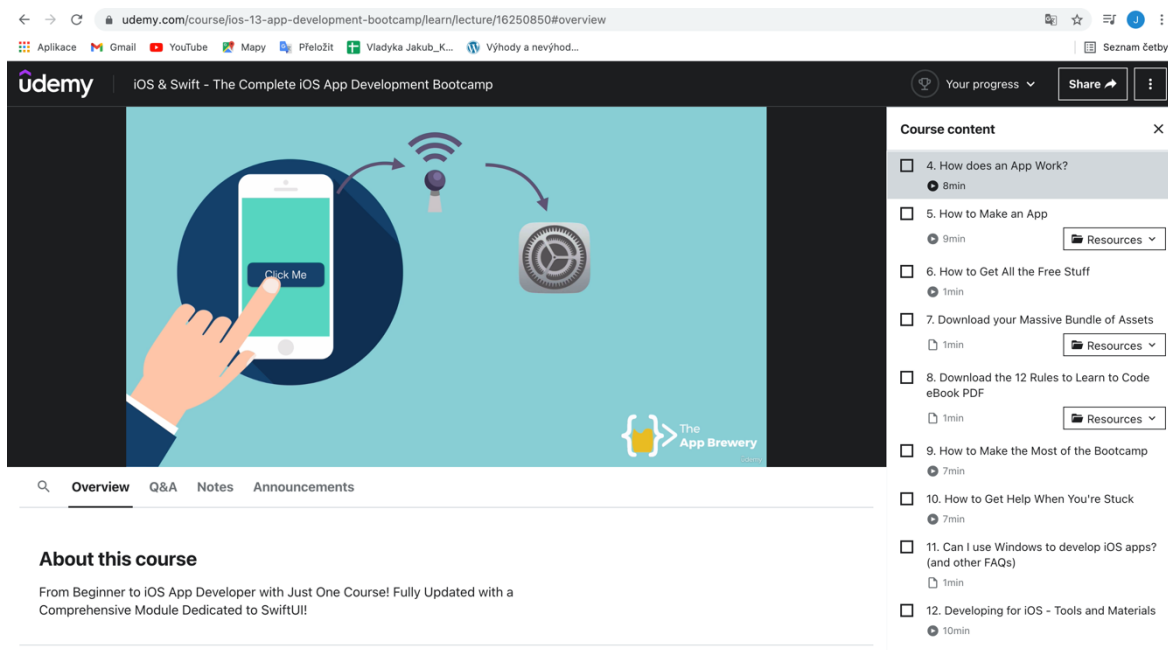 udemy.com/course/ios-13-app-development-bootcamp/learn/lecture/16250850#overview
J
Aplikace Gmail YouTube Mapy Přeložit Vladyka Jakub_K... Výhody a nevýhod... Seznam četby
ûdemy iOS & Swift - The Complete iOS App Development Bootcamp Your progress Share
Click Me
The
App Brewery
udemy
Overview Q&A Notes Announcements
About this course
From Beginner to iOS App Developer with Just One Course! Fully Updated with a
Comprehensive Module Dedicated to SwiftUI!
Course content
4. How does an App Work?
8min
5. How to Make an App
9min Resources
6. How to Get All the Free Stuff
1min
7. Download your Massive Bundle of Assets
1min Resources
8. Download the 12 Rules to Learn to Code
eBook PDF
1min Resources
9. How to Make the Most of the Bootcamp
7min
10. How to Get Help When You're Stuck
7min
11. Can I use Windows to develop iOS apps?
(and other FAQs)
1min
12. Developing for iOS - Tools and Materials
10min